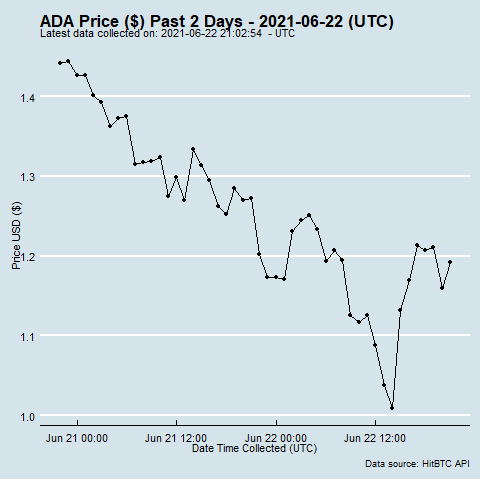 ADA Price ($) Past 2 Days - 2021-06-22 (UTC)
Latest data collected on: 2021-06-22 21:02:54  - UTC
1.4
1.3
1.2
1.1
1.0
Price USD ($)
Jun 21 00:00 Jun 21 12:00 Jun 22 00:00 Jun 22 12:00
Date Time Collected (UTC)
Data source: HitBTC API